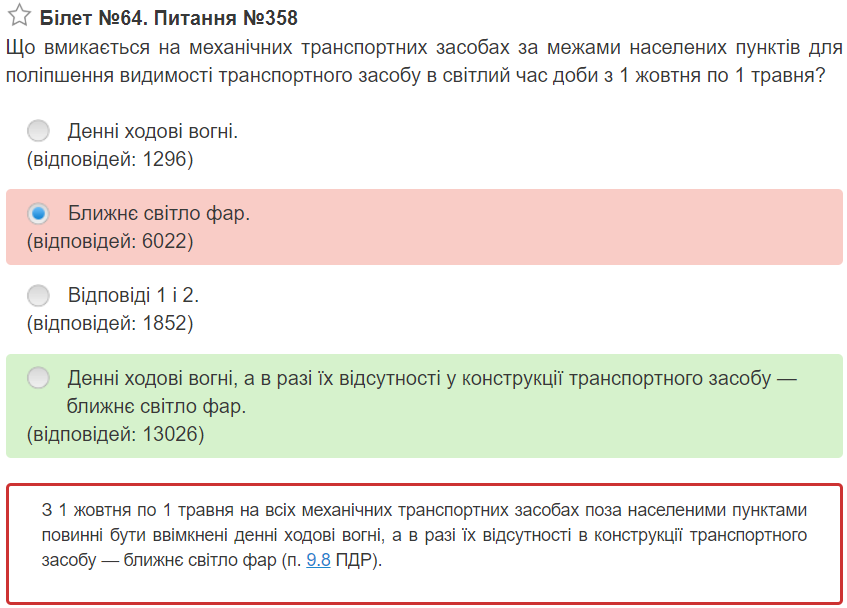 Білет №64. Питання №358
Що вмикається на механічних транспортних засобах за межами населених пунктів для
поліпшення видимості транспортного засобу в світлий час доби з 1 жовтня по 1 травня?
Денні ходові вогні.
(відповідей: 1296)
Ближнє світло фар.
(відповідей: 6022)
Відповіді 1 і 2.
(відповідей: 1852)
Денні ходові вогні, а в разі їх відсутності у конструкції транспортного засобу —
ближнє світло фар.
(відповідей: 13026)
З 1 жовтня по 1 травня на всіх механічних транспортних засобах поза населеними пунктами
повинні бути ввімкнені денні ходові вогні, а в разі їх відсутності в конструкції транспортного
засобу — ближнє світло фар (п. 9.8 ПДР).